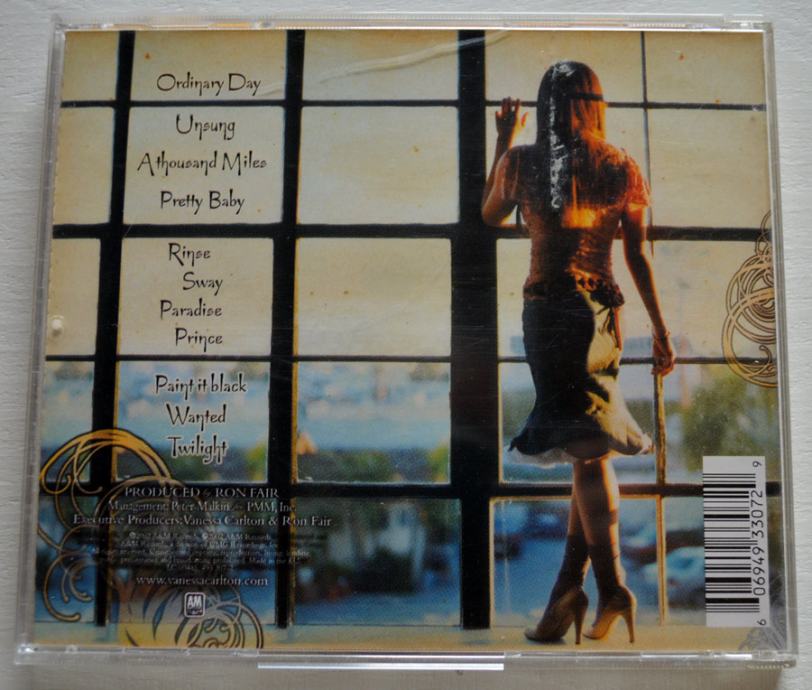 Ordinary Day
Unsung
A thousand Miles
Pretty Baby
Rinse
Sway
Paradise
Prince
Paint it black
Wanted
Twilight
PRODUCED by RON FAIR
Management: Peter Malkin PMM, Inc.
Executive Producers: Vanessa Carlton & Ron Fair
www.vanessacarlton.com
A&M
6 06949 33072 9